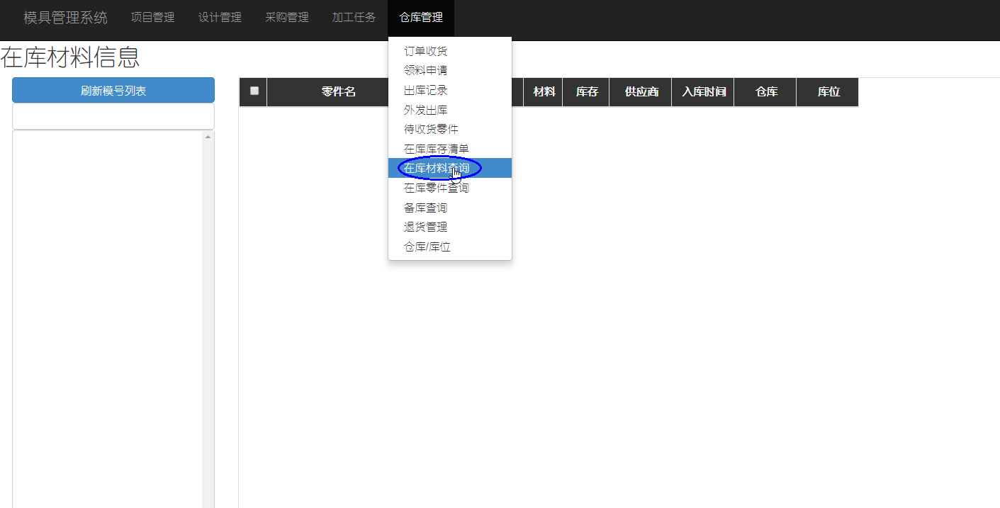 模具管理系统 项目管理 设计管理 采购管理 加工任务 仓库管理
在库材料信息
刷新模号列表
零件名 材料 库存 供应商 入库时间 仓库 库位
订单收货
领料申请
出库记录
外发出库
待收货零件
在库库存清单
在库材料查询
在库零件查询
备库查询
退货管理
仓库/库位